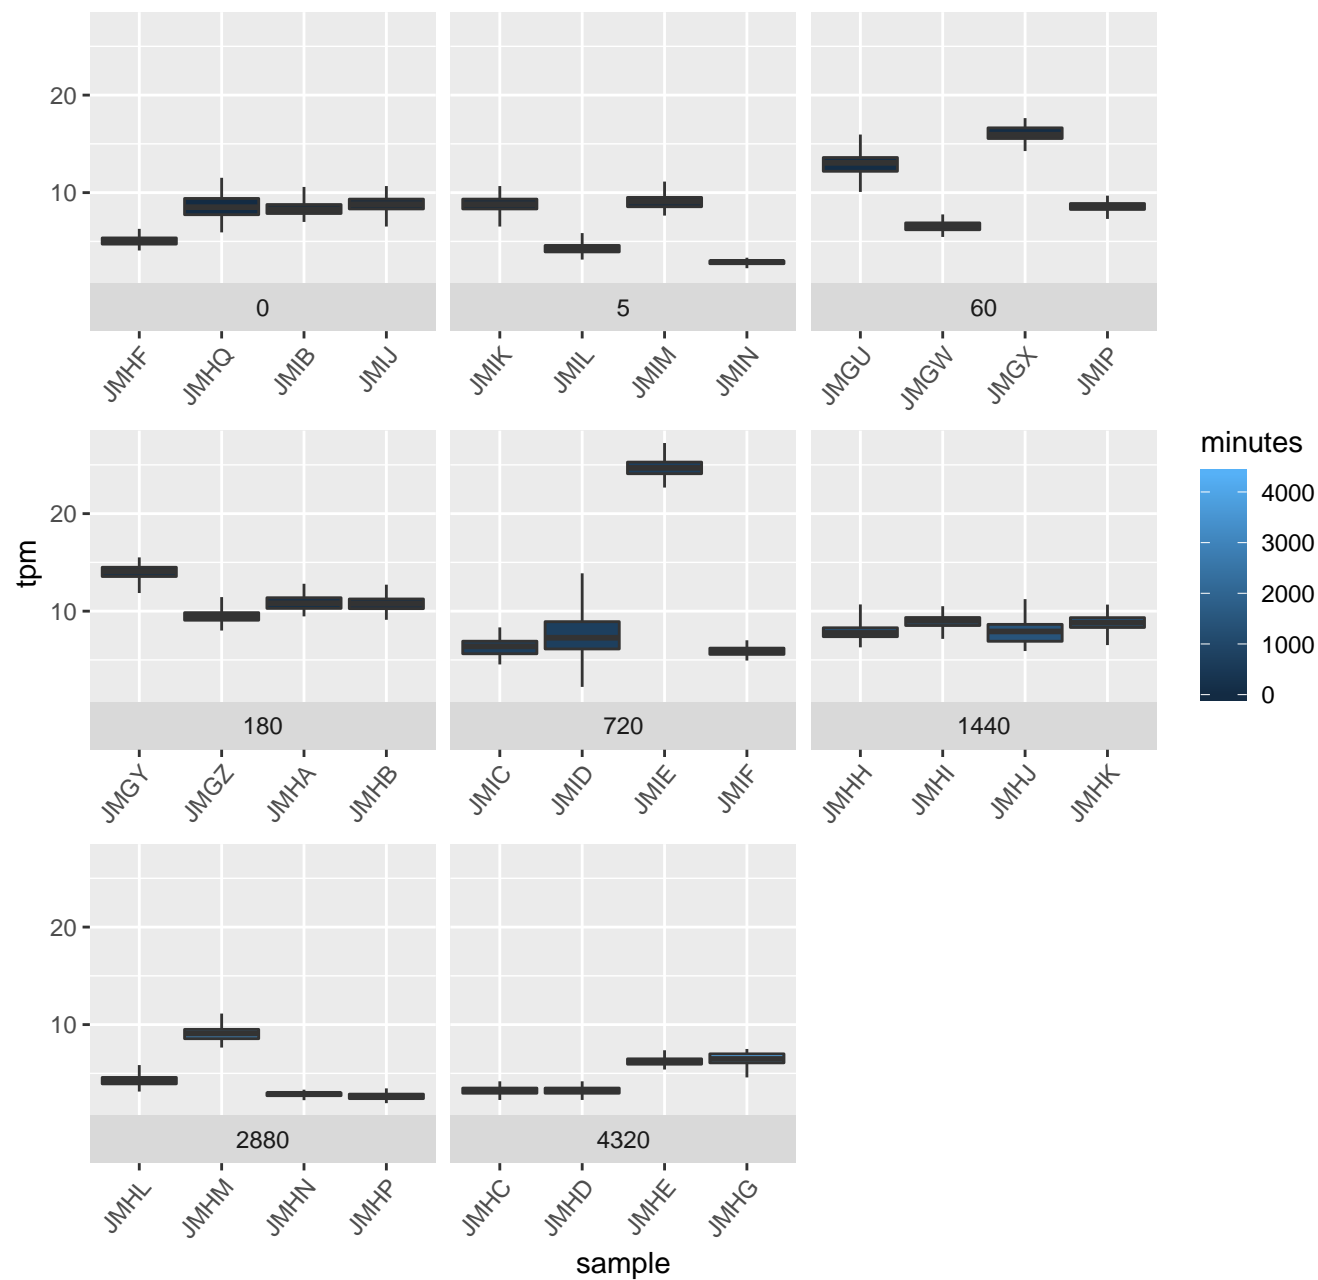 20
10
0
5
60
JMHF
JMHQ
JMIB
JMIJ
JMIK
JMIL
JMIM
JMIN
JMGU
JMGW
JMGX
JMIP
tpm
20
10
180
720
1440
JMGY
JMGZ
JMHA
JMHB
JMIC
JMID
JMIE
JMIF
JMHH
JMHI
JMHJ
JMHK
minutes
4000
3000
2000
1000
0
20
10
2880
4320
JMHL
JMHM
JMHN
JMHP
JMHC
JMHD
JMHE
JMHG
sample